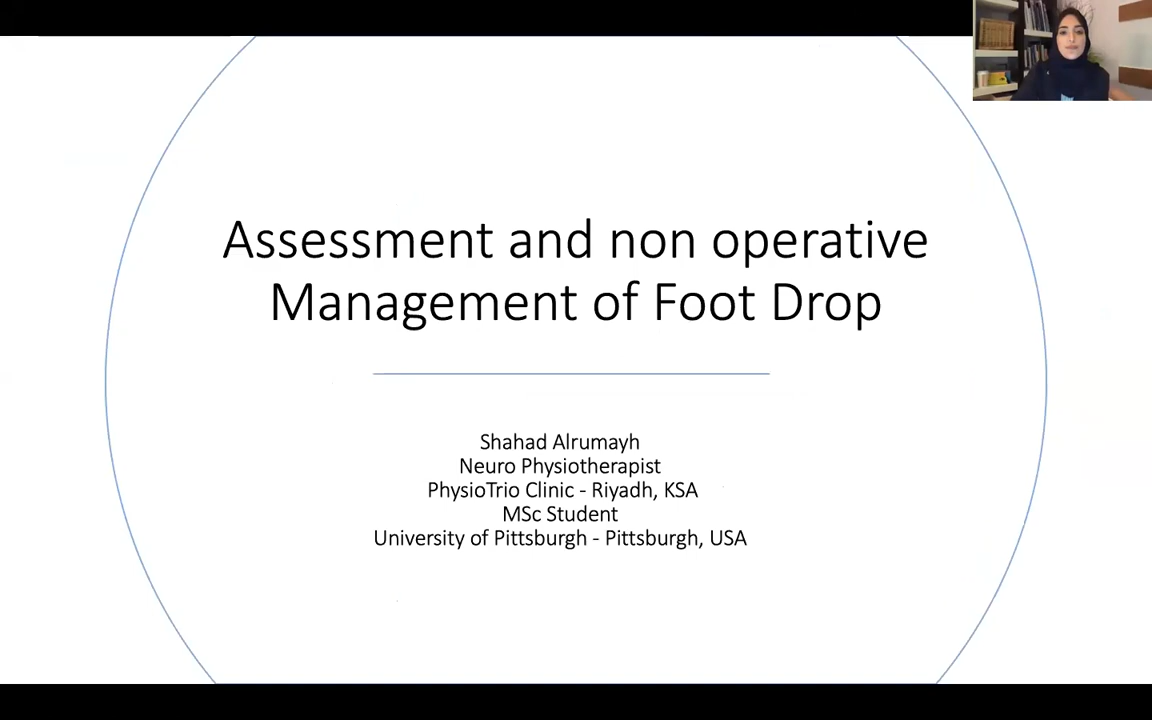 Assessment and non operative
Management of Foot Drop
Shahad Alrumayh
Neuro Physiotherapist
PhysioTrio Clinic - Riyadh, KSA
MSc Student
University of Pittsburgh - Pittsburgh, USA